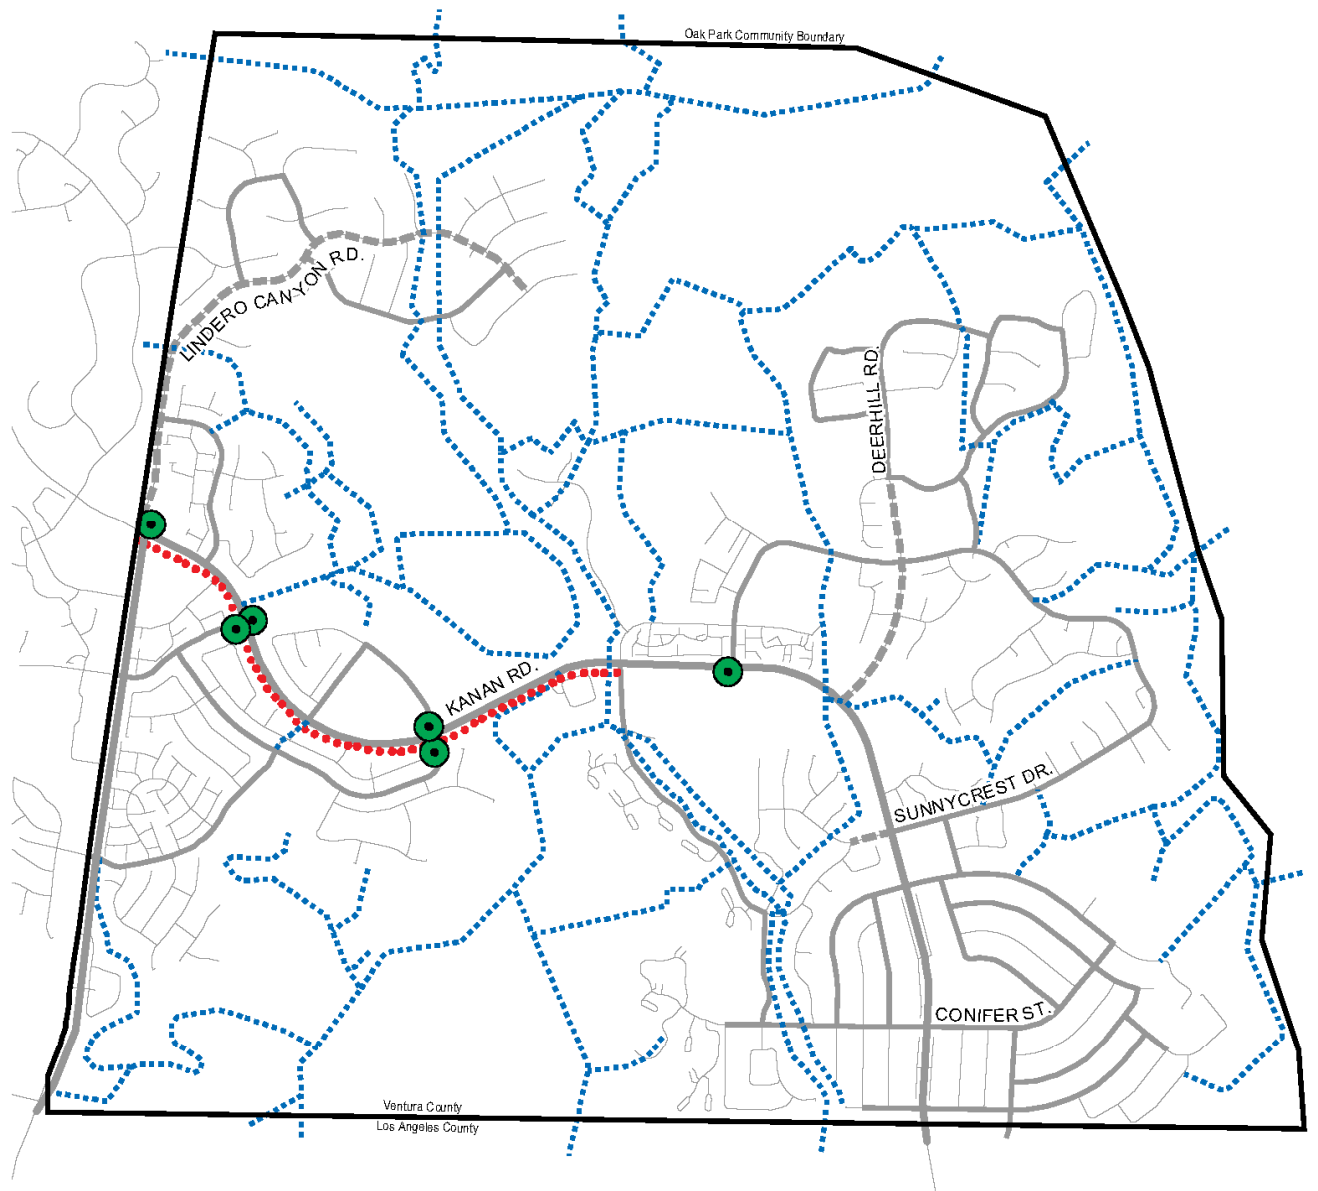 Oak Park Community Boundary
LINDERO CANYON RD.
DEERHILL RD.
KANAN RD.
SUNNYCREST DR.
CONIFER ST.
Ventura County
Los Angeles County